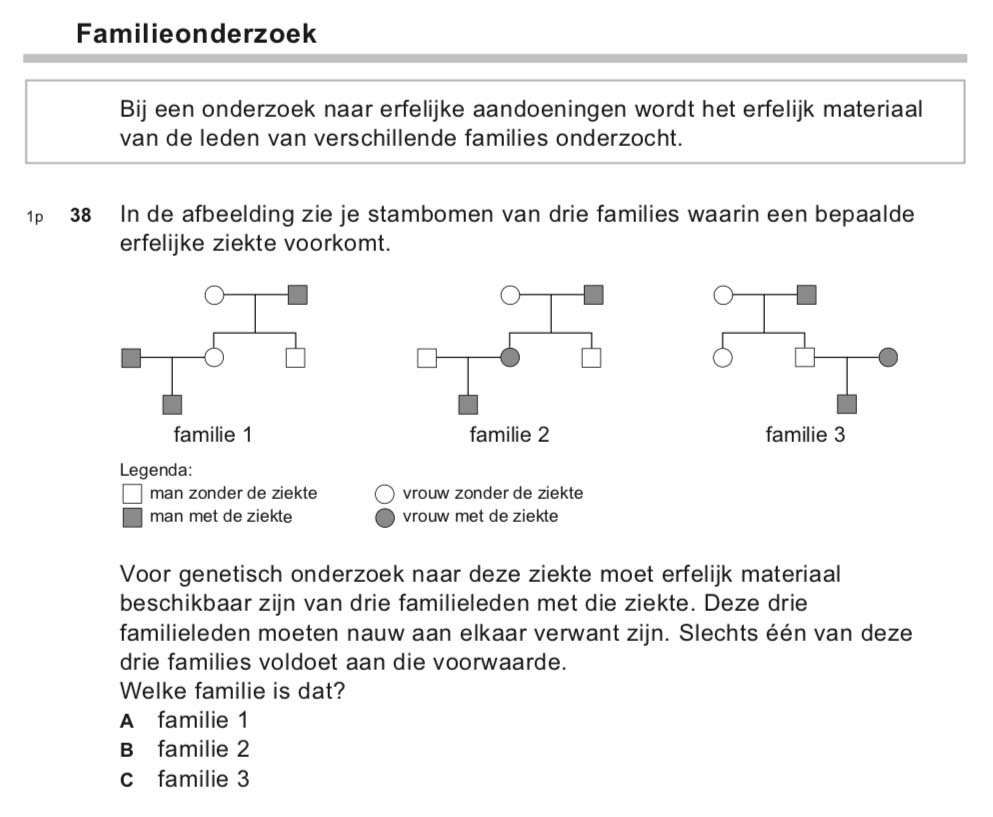 Familieonderzoek
Bij een onderzoek naar erfelijke aandoeningen wordt het erfelijk materiaal
van de leden van verschillende families onderzocht.
1p 38 In de afbeelding zie je stambomen van drie families waarin een bepaalde
erfelijke ziekte voorkomt.
familie 1 familie 2 familie 3
Legenda:
man zonder de ziekte vrouw zonder de ziekte
man met de ziekte vrouw met de ziekte
Voor genetisch onderzoek naar deze ziekte moet erfelijk materiaal
beschikbaar zijn van drie familieleden met die ziekte. Deze drie
familieleden moeten nauw aan elkaar verwant zijn. Slechts één van deze
drie families voldoet aan die voorwaarde.
Welke familie is dat?
A familie 1
B familie 2
C familie 3